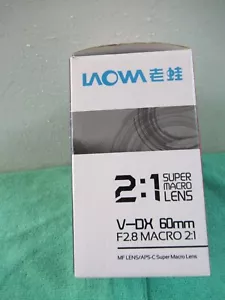 LAOWA 老蛙
2:1 SUPER
MACRO
LENS
V-DX 60mm
F2.8 MACRO 2:1
MF LENS/APS-C Super Macro Lens